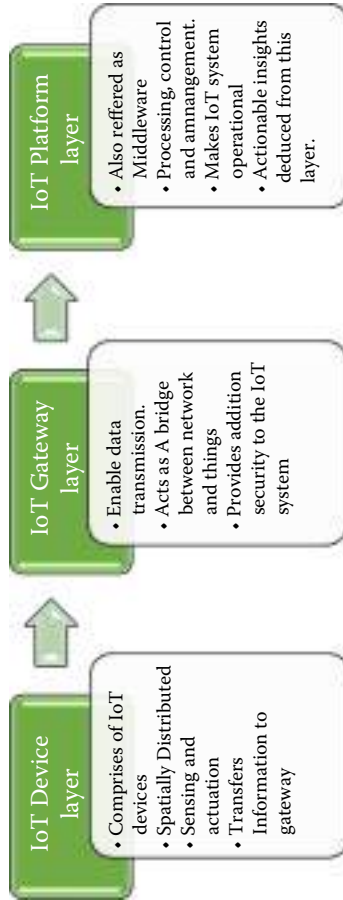 IoT Device
layer
• Comprises of IoT
devices
• Spatially Distributed
• Sensing and
actuation
• Transfers
Information to
gateway
IoT Gateway
layer
• Enable data
transmission.
• Acts as A bridge
between network
and things
• Provides addition
security to the IoT
system
IoT Platform
layer
• Also reffered as
Middleware
• Processing, control
and amnangement.
• Makes IoT system
operational
• Actionable insights
deduced from this
layer.